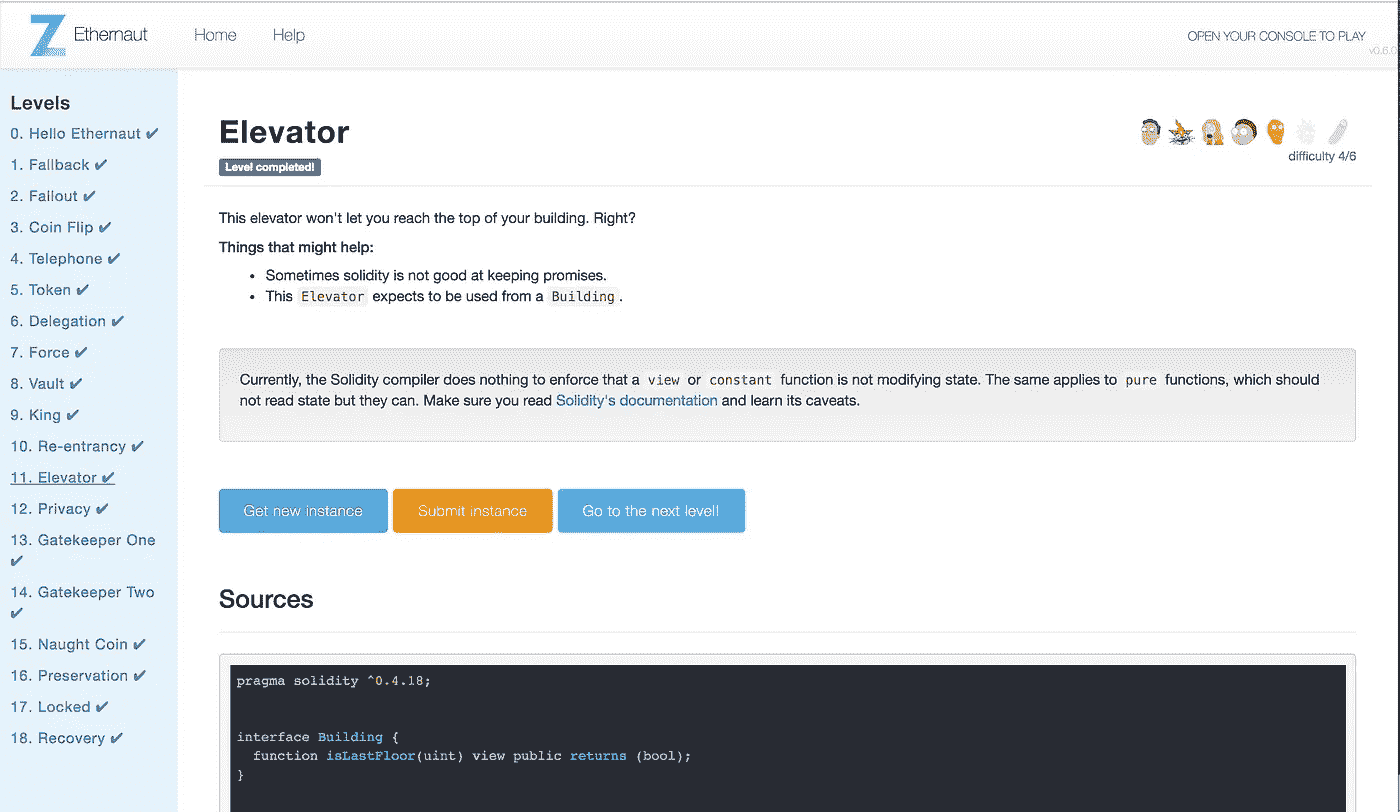 Ethernaut
Home
Help
OPEN YOUR CONSOLE TO PLAY
v0.6.0
Levels
0. Hello Ethernaut ✔
1. Fallback ✔
2. Fallout ✔
3. Coin Flip ✔
4. Telephone ✔
5. Token ✔
6. Delegation ✔
7. Force ✔
8. Vault ✔
9. King ✔
10. Re-entrancy ✔
11. Elevator ✔
12. Privacy ✔
13. Gatekeeper One
✔
14. Gatekeeper Two
✔
15. Naught Coin ✔
16. Preservation ✔
17. Locked ✔
18. Recovery ✔
Elevator
Level completed!
difficulty 4/6
This elevator won't let you reach the top of your building. Right?
Things that might help:
• Sometimes solidity is not good at keeping promises.
• This Elevator expects to be used from a Building.
Currently, the Solidity compiler does nothing to enforce that a view or constant function is not modifying state. The same applies to pure functions, which should
not read state but they can. Make sure you read Solidity's documentation and learn its caveats.
Get new instance
Submit instance
Go to the next level!
Sources
pragma solidity ^0.4.18;
interface Building {
function isLastFloor(uint) view public returns (bool);
}